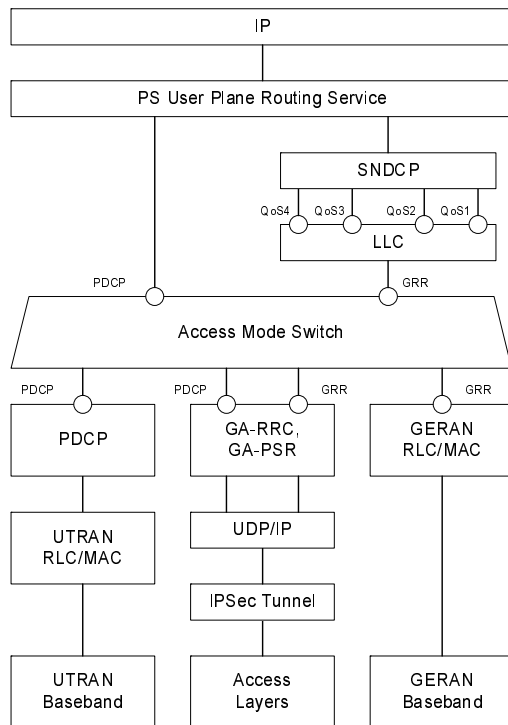 IP
PS User Plane Routing Service
SNDCP
QoS4 QoS3 QoS2 QoS1
LLC
PDCP GRR
Access Mode Switch
PDCP PDCP GRR GRR
PDCP
GA-RRC,
GA-PSR
GERAN
RLC/MAC
UTRAN
RLC/MAC
UDP/IP
IPSec Tunnel
UTRAN
Baseband
Access
Layers
GERAN
Baseband